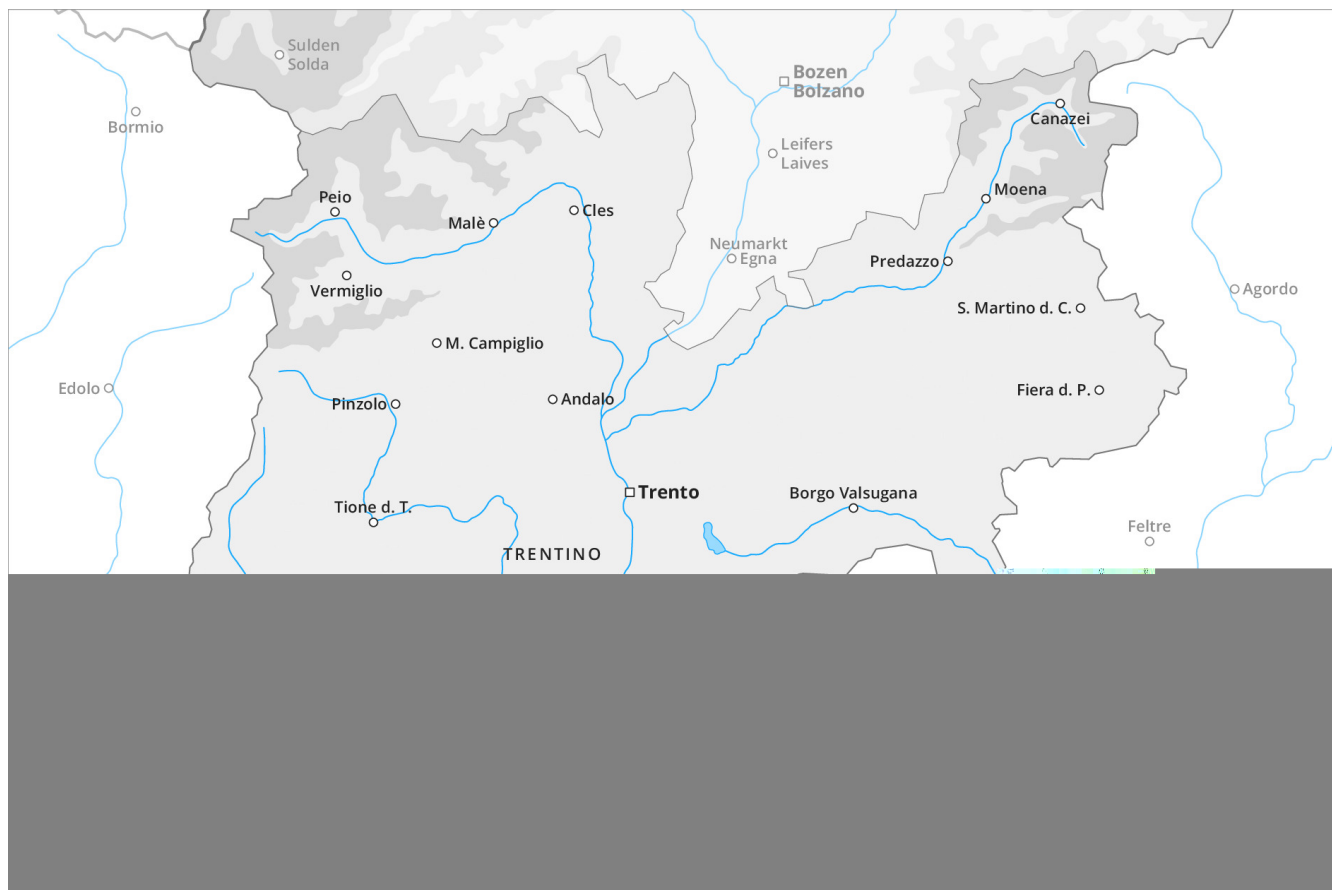 Sulden
Solda
Bozen
Bolzano
Bormio
Canazei
Leifers
Laives
Peio
Moena
Malè
Cles
Neumarkt
Egna
Predazzo
Vermiglio
Agordo
S. Martino d. C.
M. Campiglio
Edolo
Fiera d. P.
Pinzolo
Andalo
Trento
Borgo Valsugana
Tione d. T.
Feltre
TRENTINO